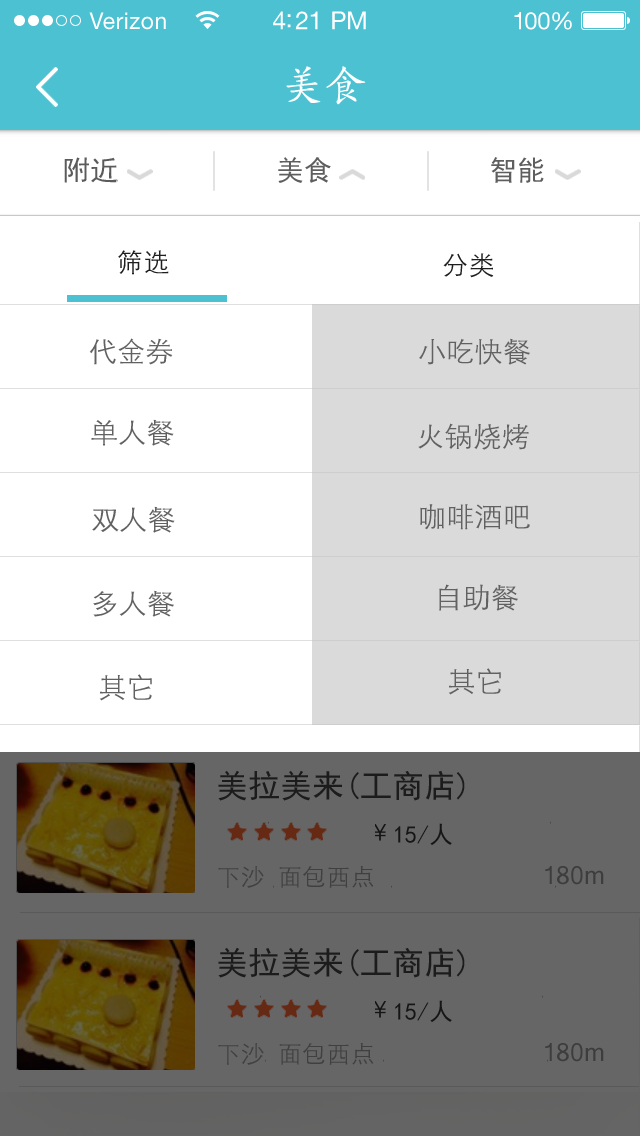 Verizon 4:21 PM 100%
美食
附近 美食 智能
筛选 分类
代金券 小吃快餐
单人餐 火锅烧烤
双人餐 咖啡酒吧
多人餐 自助餐
其它 其它
美拉美来(工商店)
¥15/人
下沙 面包西点 180m
美拉美来(工商店)
¥15/人
下沙 面包西点 180m